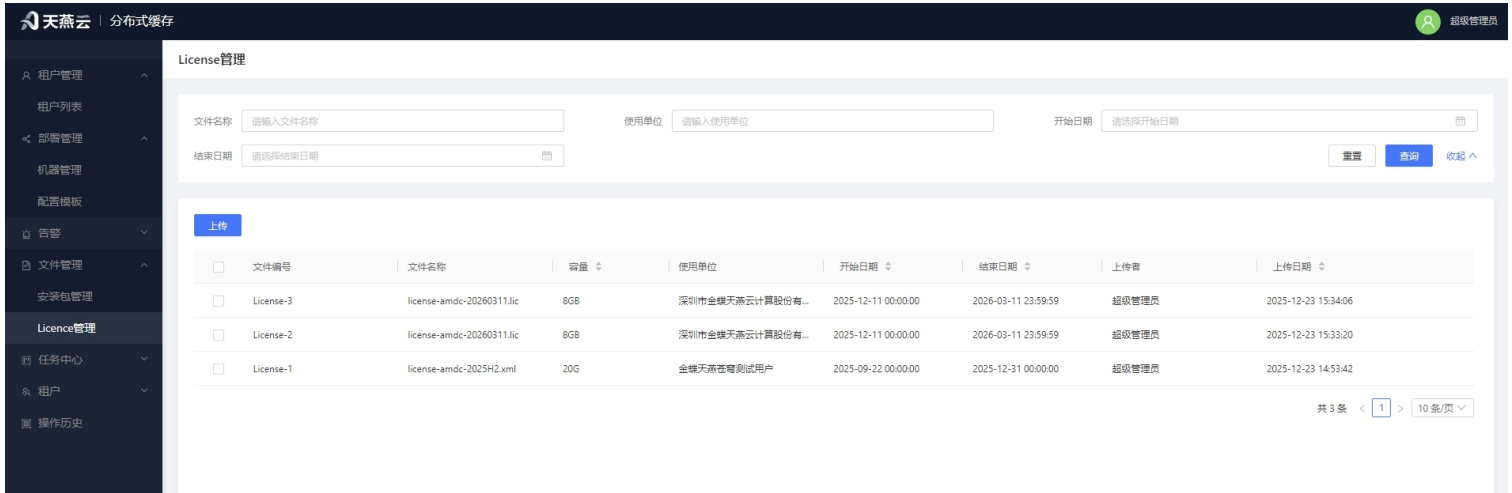 天燕云 | 分布式缓存
超级管理员
租户管理
租户列表
部署管理
机器管理
配置模板
告警
文件管理
安装包管理
Licence管理
任务中心
租户
操作历史
License管理
文件名称 请输入文件名称 使用单位 请输入使用单位 开始日期 请选择开始日期
结束日期 请选择结束日期 重置 查询 收起
上传
文件编号 文件名称 容量 使用单位 开始日期 结束日期 上传者 上传日期
License-3 license-amdc-20260311.lic 8GB 深圳市金蝶天燕云计算股份有... 2025-12-11 00:00:00 2026-03-11 23:59:59 超级管理员 2025-12-23 15:34:06
License-2 license-amdc-20260311.lic 8GB 深圳市金蝶天燕云计算股份有... 2025-12-11 00:00:00 2026-03-11 23:59:59 超级管理员 2025-12-23 15:33:20
License-1 license-amdc-2025H2.xml 20G 金蝶天燕苍穹测试用户 2025-09-22 00:00:00 2025-12-31 00:00:00 超级管理员 2025-12-23 14:53:42
共 3 条 < 1 > 10 条/页